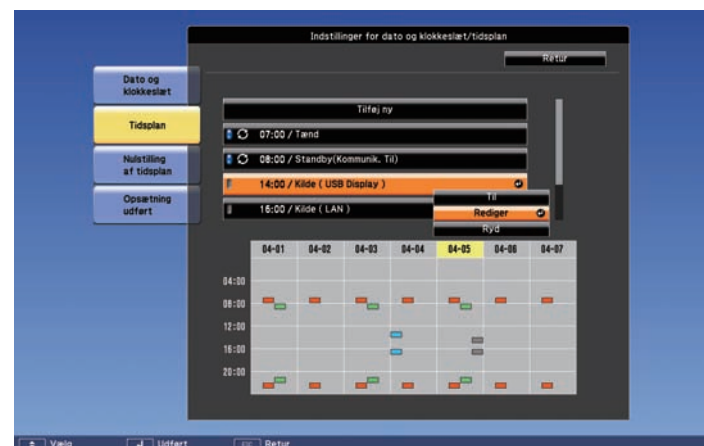 Indstillinger for dato og klokkeslæt/tidsplan
Retur
Dato og
klokkeslæt
Tidsplan
Nulstilling
af tidsplan
Opsætning
udført
Tilføj ny
07:00 / Tænd
08:00 / Standby(Kommunik. Til)
14:00 / Kilde ( USB Display )
16:00 / Kilde ( LAN )
Til
Rediger
Ryd
04-01 04-02 04-03 04-04 04-05 04-06 04-07
04:00
08:00
12:00
16:00
20:00
Vælg Udført Retur